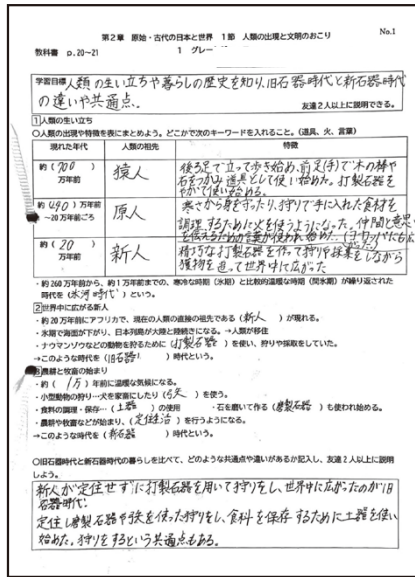 No.1
第2章 原始・古代の日本と世界 1節 人類の出現と文明のおこり
教科書 p.20~21
1 グレー
学習目標 人類の生い立ちや暮らしの歴史を知り、旧石器時代と新石器時代
の違いや共通点。
友達2人以上に説明できる。
1 人類の生い立ち
○人類の出現や特徴を表にまとめよう。どこかで次のキーワードを入れること。(道具、火、言葉)
現れた年代 人類の祖先 特徴
約(700)万年前 猿人 後ろ足で立って歩き始め、前足(手)で木の棒や
石をつかみ道具として使い始めた。打製石器を
やがて使い始める。
約( )万年前~20万年前ごろ 原人 寒さから身を守ったり、狩りで手に入れた食材を
調理するために火を使うようになった。仲間と意思
を伝えるための言葉が使われ始めた。
約(20)万年前 新人 打製石器を作って狩りや採集をしながら
獲物を追って世界中に広がった
・約260万年前から、約1万年前までの、寒冷な時期(氷期)と比較的温暖な時期(間氷期)が繰り返された
時代を(氷河時代)という。
2 世界中に広がる新人
・約20万年前にアフリカで、現在の人類の直接の祖先である(新人)が現れる。
・氷期で海面が下がり、日本列島が大陸と陸続きになる。→人類が移住
・ナウマンゾウなどの動物を狩るために(打製石器)を使い、狩りや採取をしていた。
→このような時代を(旧石器)時代という。
3 農耕と牧畜の始まり
・約(1万)年前に温暖な気候になる。
・小型動物の狩り…犬を家畜にしたり(弓矢)を使う。
・食料の調理・保存…(土器)の使用 ・石を磨いて作る(磨製石器)も使われ始める。
・農耕や牧畜などが始まり、(定住生活)を行うようになる。
→このような時代を(新石器)時代という。
○旧石器時代と新石器時代の暮らしを比べて、どのような共通点や違いがあるか記入し、友達2人以上に説明
しよう。
新人が定住せずに打製石器を用いて狩りをし、世界中に広がったのが旧
石器時代。
定住し磨製石器や弓矢を使った狩りをし、食料を保存するために土器を使い
始めた。狩りをするという共通点もある。